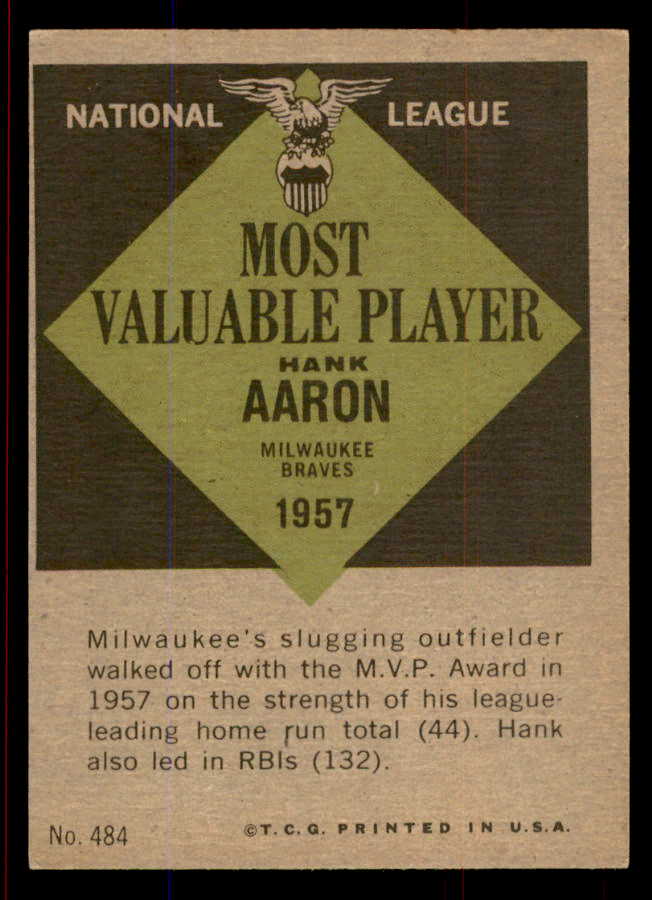 NATIONAL LEAGUE
MOST
VALUABLE PLAYER
HANK
AARON
MILWAUKEE
BRAVES
1957
Milwaukee's slugging outfielder
walked off with the M.V.P. Award in
1957 on the strength of his league-
leading home run total (44). Hank
also led in RBIs (132).
No. 484 ©T.C.G. PRINTED IN U.S.A.